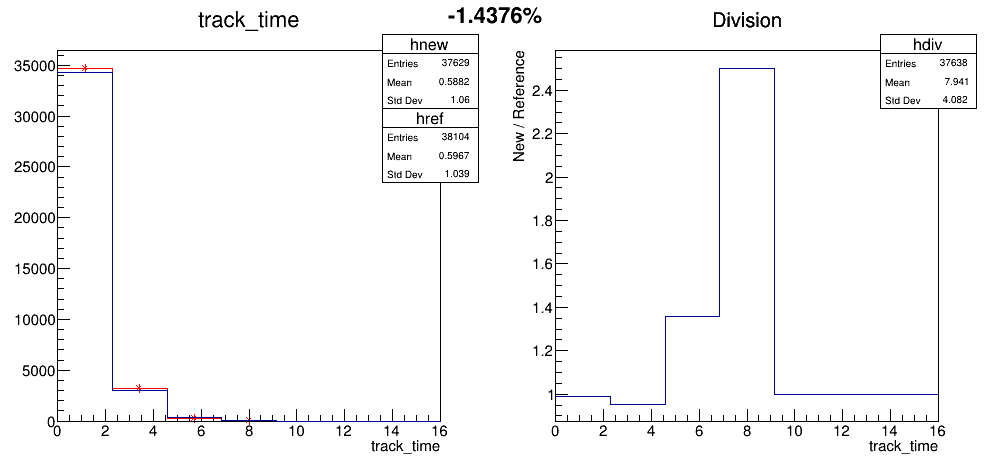 track_time
-1.4376%
Division
hnew
Entries 37629
Mean 0.5882
Std Dev 1.06
href
Entries 38104
Mean 0.5967
Std Dev 1.039
35000
30000
25000
20000
15000
10000
5000
0
0 2 4 6 8 10 12 14 16
track_time
hdiv
Entries 37638
Mean 7.941
Std Dev 4.082
New / Reference
2.4
2.2
2
1.8
1.6
1.4
1.2
1
0 2 4 6 8 10 12 14 16
track_time